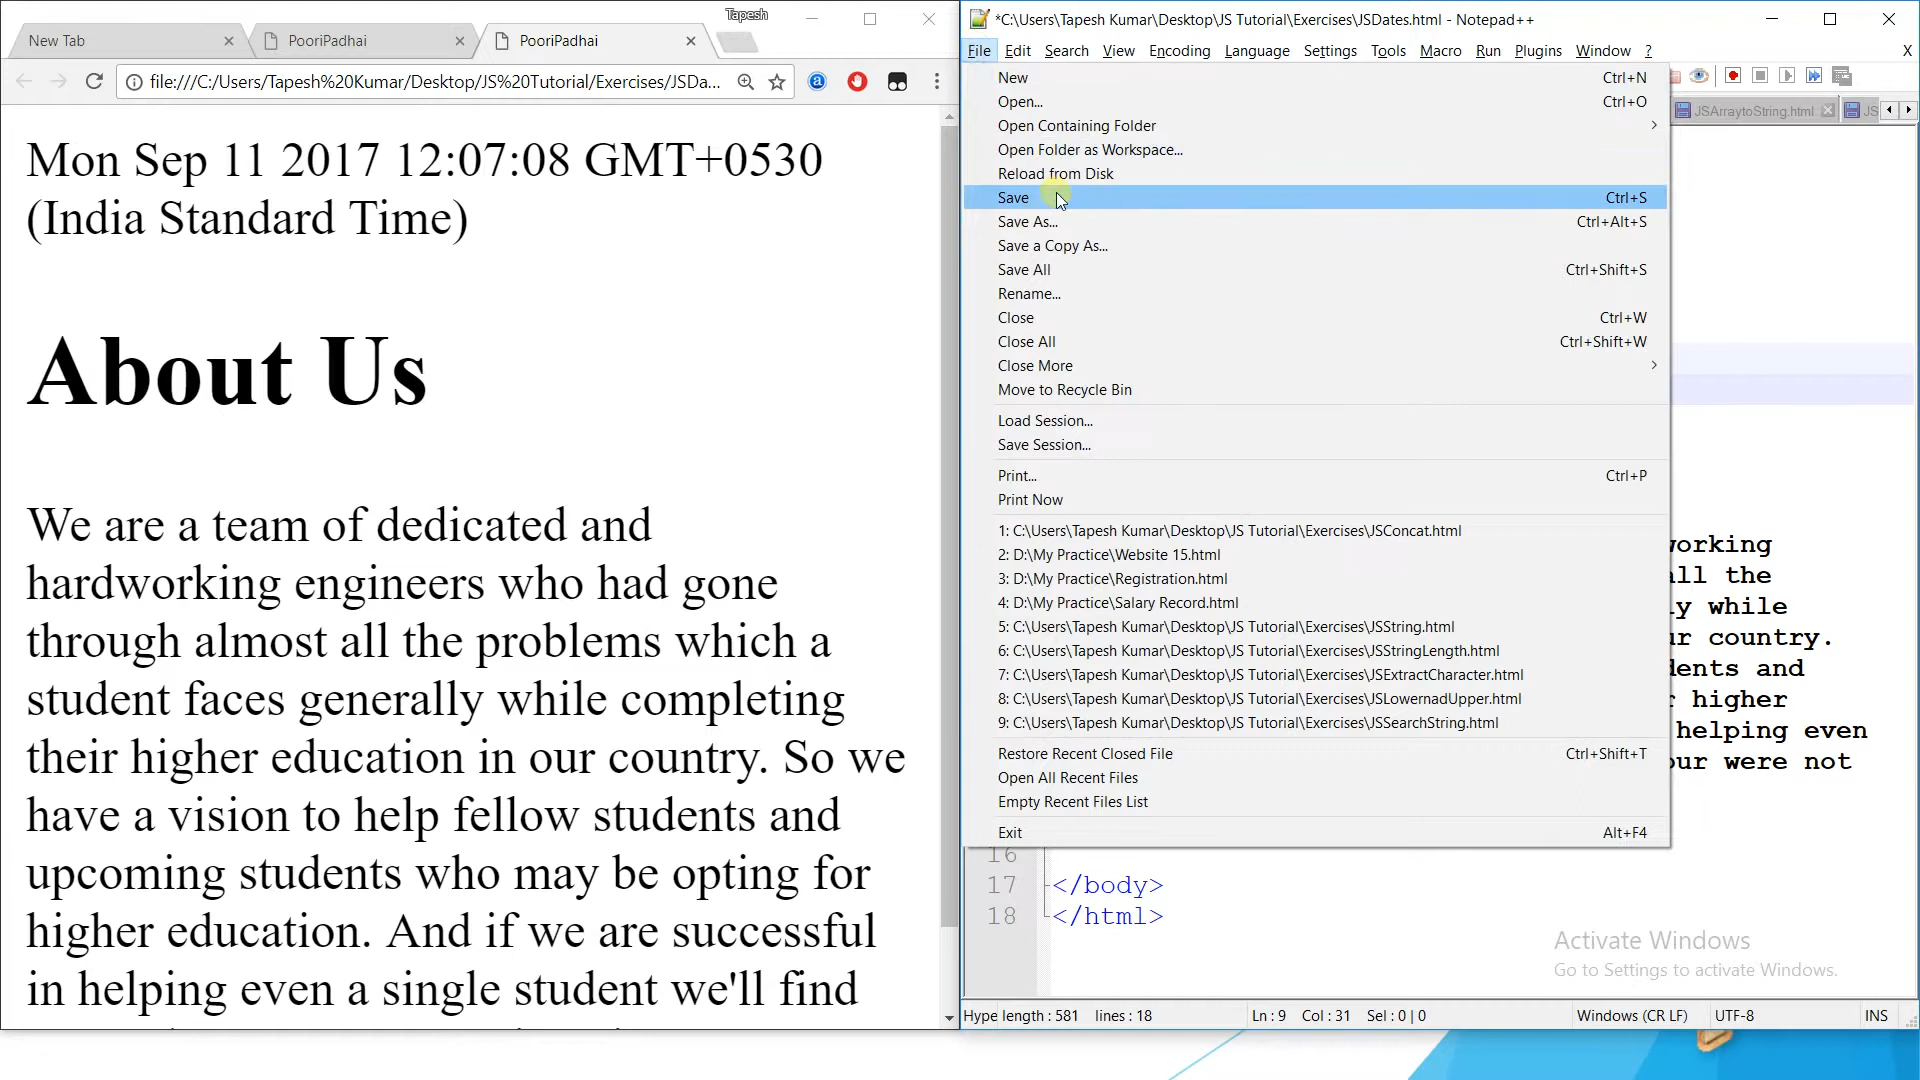 Tapesh
New Tab
PooriPadhai
PooriPadhai
file:///C:/Users/Tapesh%20Kumar/Desktop/JS%20Tutorial/Exercises/JSDa...
Mon Sep 11 2017 12:07:08 GMT+0530
(India Standard Time)
About Us
We are a team of dedicated and
hardworking engineers who had gone
through almost all the problems which a
student faces generally while completing
their higher education in our country. So we
have a vision to help fellow students and
upcoming students who may be opting for
higher education. And if we are successful
in helping even a single student we'll find
*C:\Users\Tapesh Kumar\Desktop\JS Tutorial\Exercises\JSDates.html - Notepad++
File Edit Search View Encoding Language Settings Tools Macro Run Plugins Window ? X
JSArraytoString.html JS
New Ctrl+N
Open... Ctrl+O
Open Containing Folder
Open Folder as Workspace...
Reload from Disk
Save Ctrl+S
Save As... Ctrl+Alt+S
Save a Copy As...
Save All Ctrl+Shift+S
Rename...
Close Ctrl+W
Close All Ctrl+Shift+W
Close More
Move to Recycle Bin
Load Session...
Save Session...
Print... Ctrl+P
Print Now
1: C:\Users\Tapesh Kumar\Desktop\JS Tutorial\Exercises\JSConcat.html
2: D:\My Practice\Website 15.html
3: D:\My Practice\Registration.html
4: D:\My Practice\Salary Record.html
5: C:\Users\Tapesh Kumar\Desktop\JS Tutorial\Exercises\JSString.html
6: C:\Users\Tapesh Kumar\Desktop\JS Tutorial\Exercises\JSStringLength.html
7: C:\Users\Tapesh Kumar\Desktop\JS Tutorial\Exercises\JSExtractCharacter.html
8: C:\Users\Tapesh Kumar\Desktop\JS Tutorial\Exercises\JSLowernadUpper.html
9: C:\Users\Tapesh Kumar\Desktop\JS Tutorial\Exercises\JSSearchString.html
Restore Recent Closed File Ctrl+Shift+T
Open All Recent Files
Empty Recent Files List
Exit Alt+F4
working
all the
y while
ur country.
dents and
r higher
helping even
our were not
16
17 </body>
18 </html>
Activate Windows
Go to Settings to activate Windows.
Hype length : 581 lines : 18 Ln : 9 Col : 31 Sel : 0 | 0 Windows (CR LF) UTF-8 INS